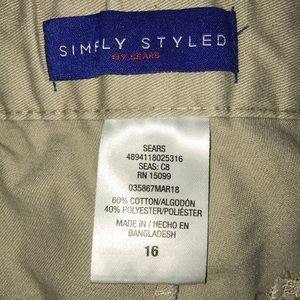 SIMPLY STYLED
BY SEARS
SEARS
4894118025316
SEAS: C8
RN 15099
035867MAR18
60% COTTON/ALGODÓN
40% POLYESTER/POLIÉSTER
MADE IN / HECHO EN
BANGLADESH
16